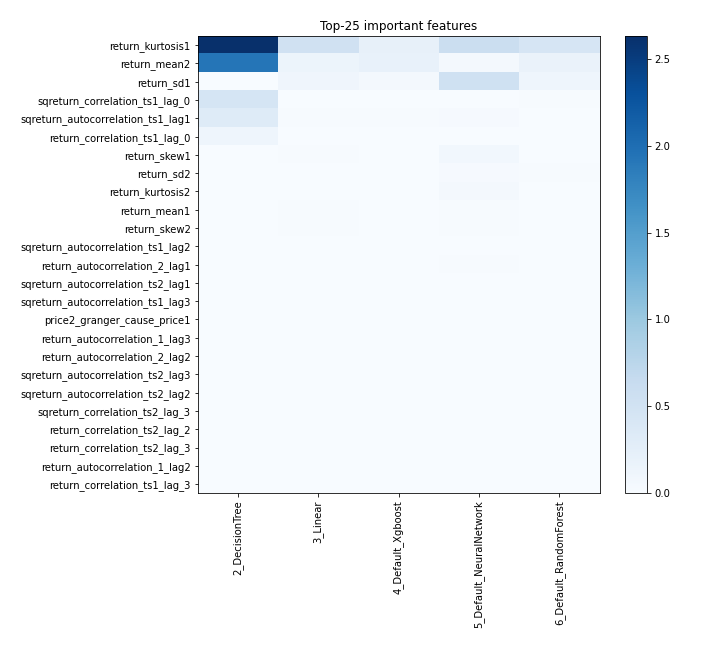 Top-25 important features
return_kurtosis1
return_mean2
return_sd1
sqreturn_correlation_ts1_lag_0
sqreturn_autocorrelation_ts1_lag1
return_correlation_ts1_lag_0
return_skew1
return_sd2
return_kurtosis2
return_mean1
return_skew2
sqreturn_autocorrelation_ts1_lag2
return_autocorrelation_2_lag1
sqreturn_autocorrelation_ts2_lag1
sqreturn_autocorrelation_ts1_lag3
price2_granger_cause_price1
return_autocorrelation_1_lag3
return_autocorrelation_2_lag2
sqreturn_autocorrelation_ts2_lag3
sqreturn_autocorrelation_ts2_lag2
sqreturn_correlation_ts2_lag_3
return_correlation_ts2_lag_2
return_correlation_ts2_lag_3
return_autocorrelation_1_lag2
return_correlation_ts1_lag_3
2_DecisionTree
3_Linear
4_Default_Xgboost
5_Default_NeuralNetwork
6_Default_RandomForest
2.5
2.0
1.5
1.0
0.5
0.0